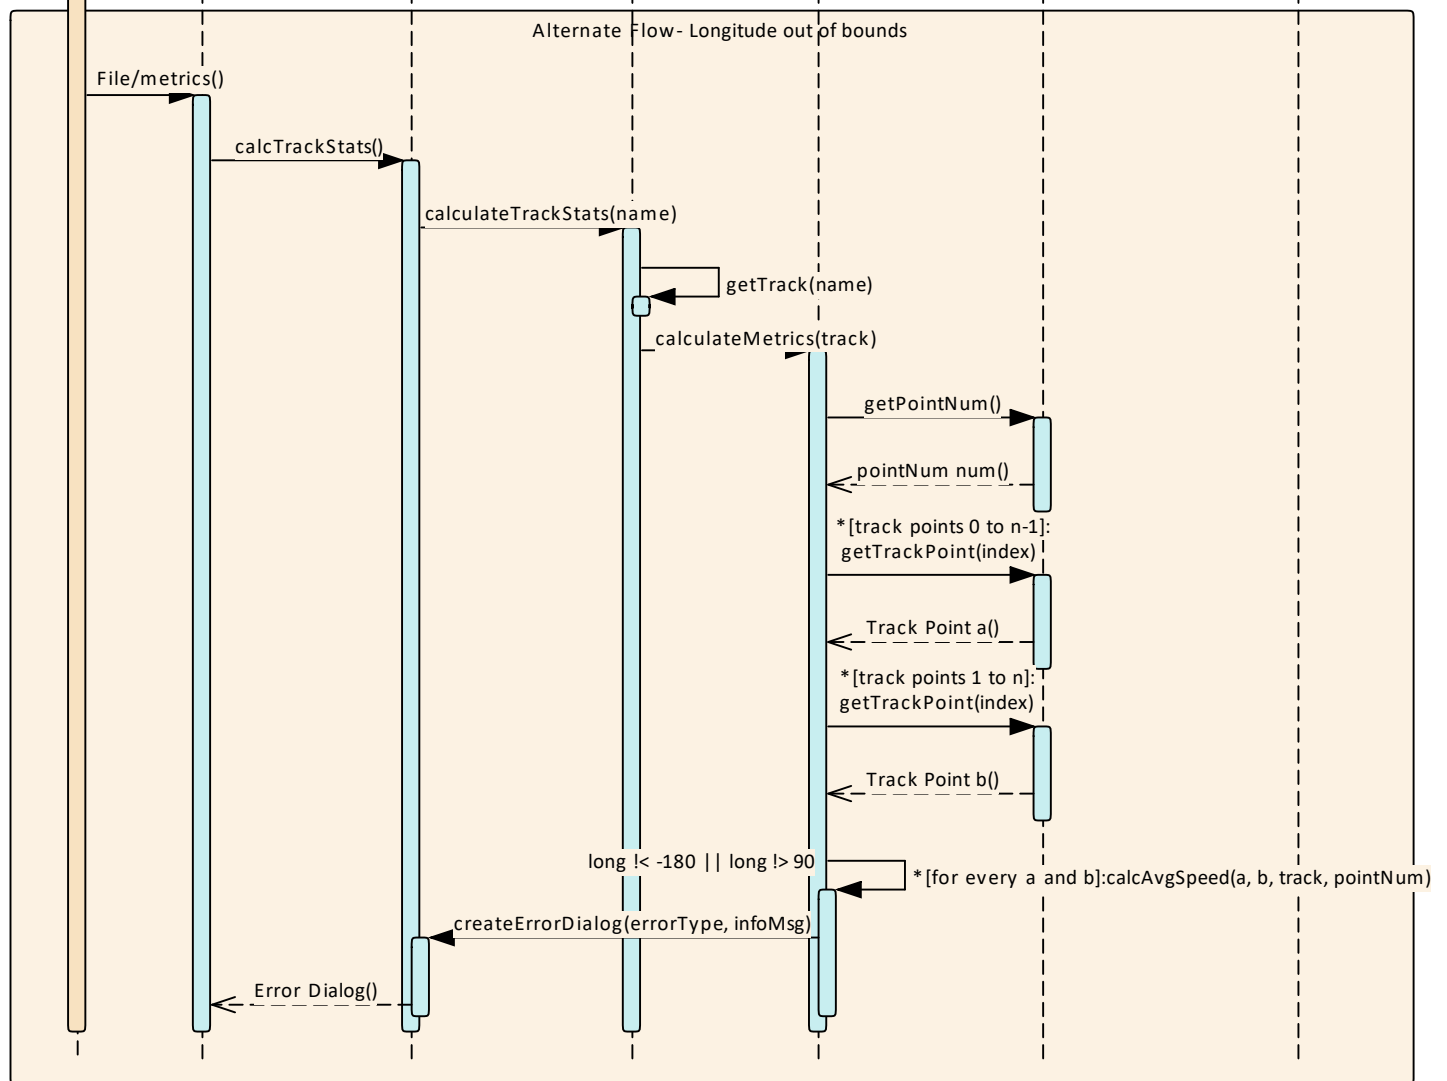 Alternate Flow- Longitude out of bounds
File/metrics()
calcTrackStats()
calculateTrackStats(name)
getTrack(name)
calculateMetrics(track)
getPointNum()
pointNum num()
*[track points 0 to n-1]:
getTrackPoint(index)
Track Point a()
*[track points 1 to n]:
getTrackPoint(index)
Track Point b()
long !< -180 || long !> 90
*[for every a and b]:calcAvgSpeed(a, b, track, pointNum)
createErrorDialog(errorType, infoMsg)
Error Dialog()